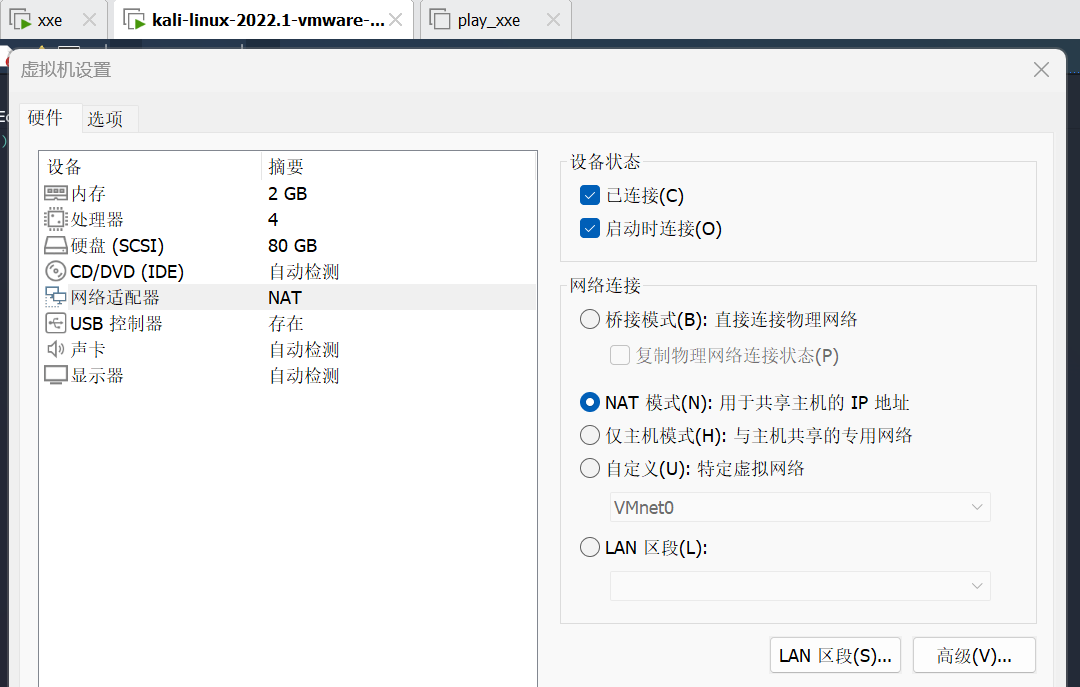 xxe kali-linux-2022.1-vmware-... play_xxe
虚拟机设置
硬件 选项
设备 摘要
内存 2 GB
处理器 4
硬盘 (SCSI) 80 GB
CD/DVD (IDE) 自动检测
网络适配器 NAT
USB 控制器 存在
声卡 自动检测
显示器 自动检测
设备状态
已连接(C)
启动时连接(O)
网络连接
桥接模式(B): 直接连接物理网络
复制物理网络连接状态(P)
NAT 模式(N): 用于共享主机的 IP 地址
仅主机模式(H): 与主机共享的专用网络
自定义(U): 特定虚拟网络
VMnet0
LAN 区段(L):
LAN 区段(S)... 高级(V)...